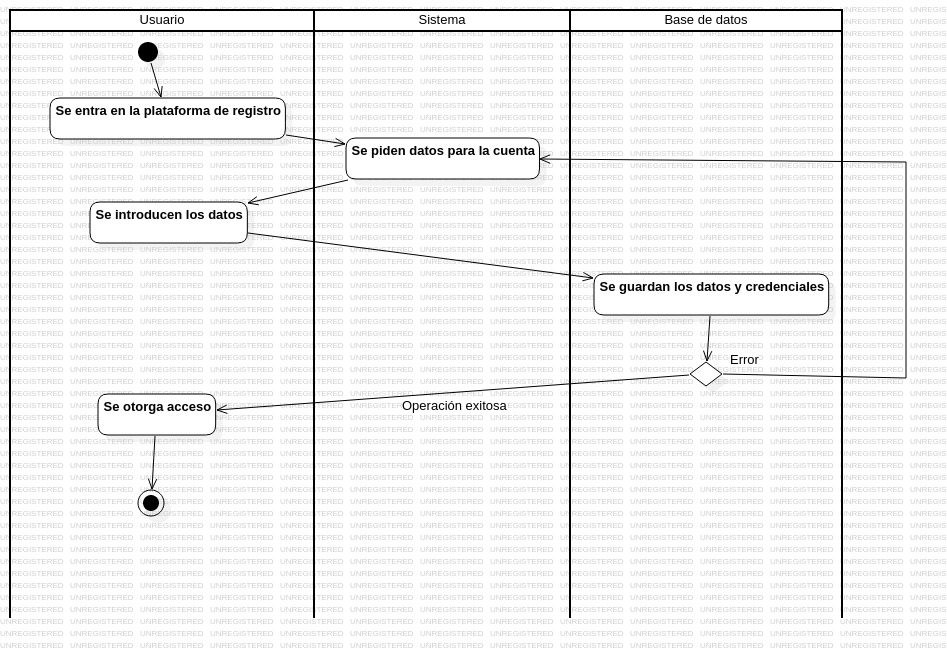 Usuario
Sistema
Base de datos
Se entra en la plataforma de registro
Se piden datos para la cuenta
Se introducen los datos
Se guardan los datos y credenciales
Error
Operación exitosa
Se otorga acceso
UNREGISTERED